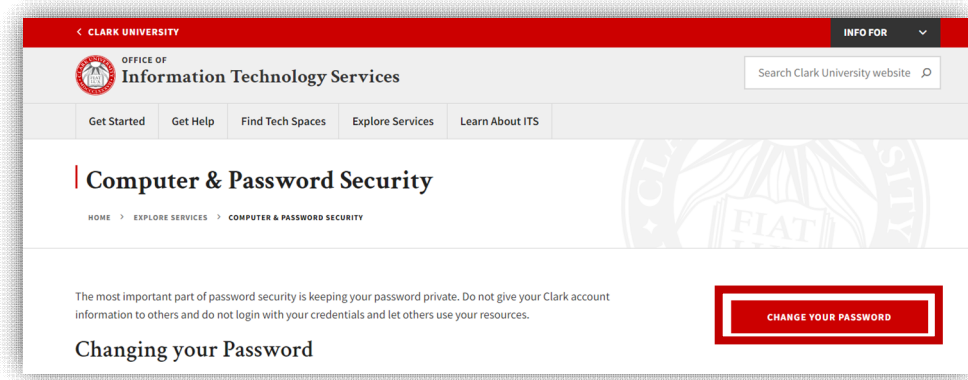 < CLARK UNIVERSITY
INFO FOR
OFFICE OF
Information Technology Services
Search Clark University website
Get Started Get Help Find Tech Spaces Explore Services Learn About ITS
Computer & Password Security
HOME > EXPLORE SERVICES > COMPUTER & PASSWORD SECURITY
FIAT
The most important part of password security is keeping your password private. Do not give your Clark account
information to others and do not login with your credentials and let others use your resources.
CHANGE YOUR PASSWORD
Changing your Password